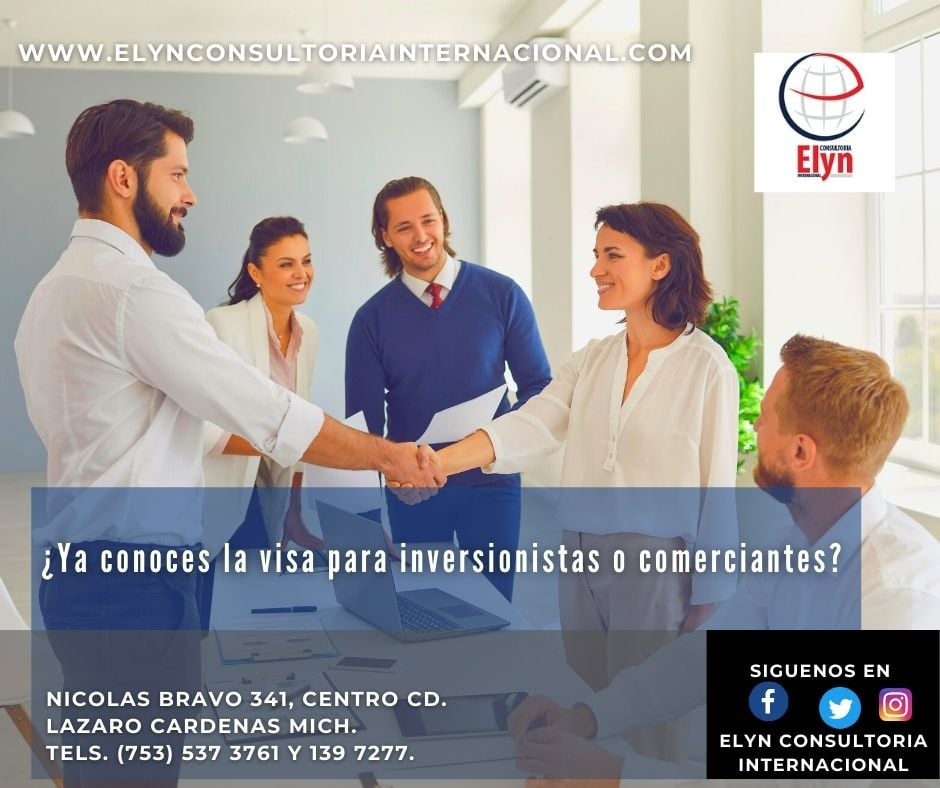 WWW.ELYNCONSULTORIAINTERNACIONAL.COM
CONSULTORIA
Elyn
INTERNACIONAL
¿Ya conoces la visa para inversionistas o comerciantes?
NICOLAS BRAVO 341, CENTRO CD.
LAZARO CARDENAS MICH.
TELS. (753) 537 3761 Y 139 7277.
SIGUENOS EN
ELYN CONSULTORIA
INTERNACIONAL